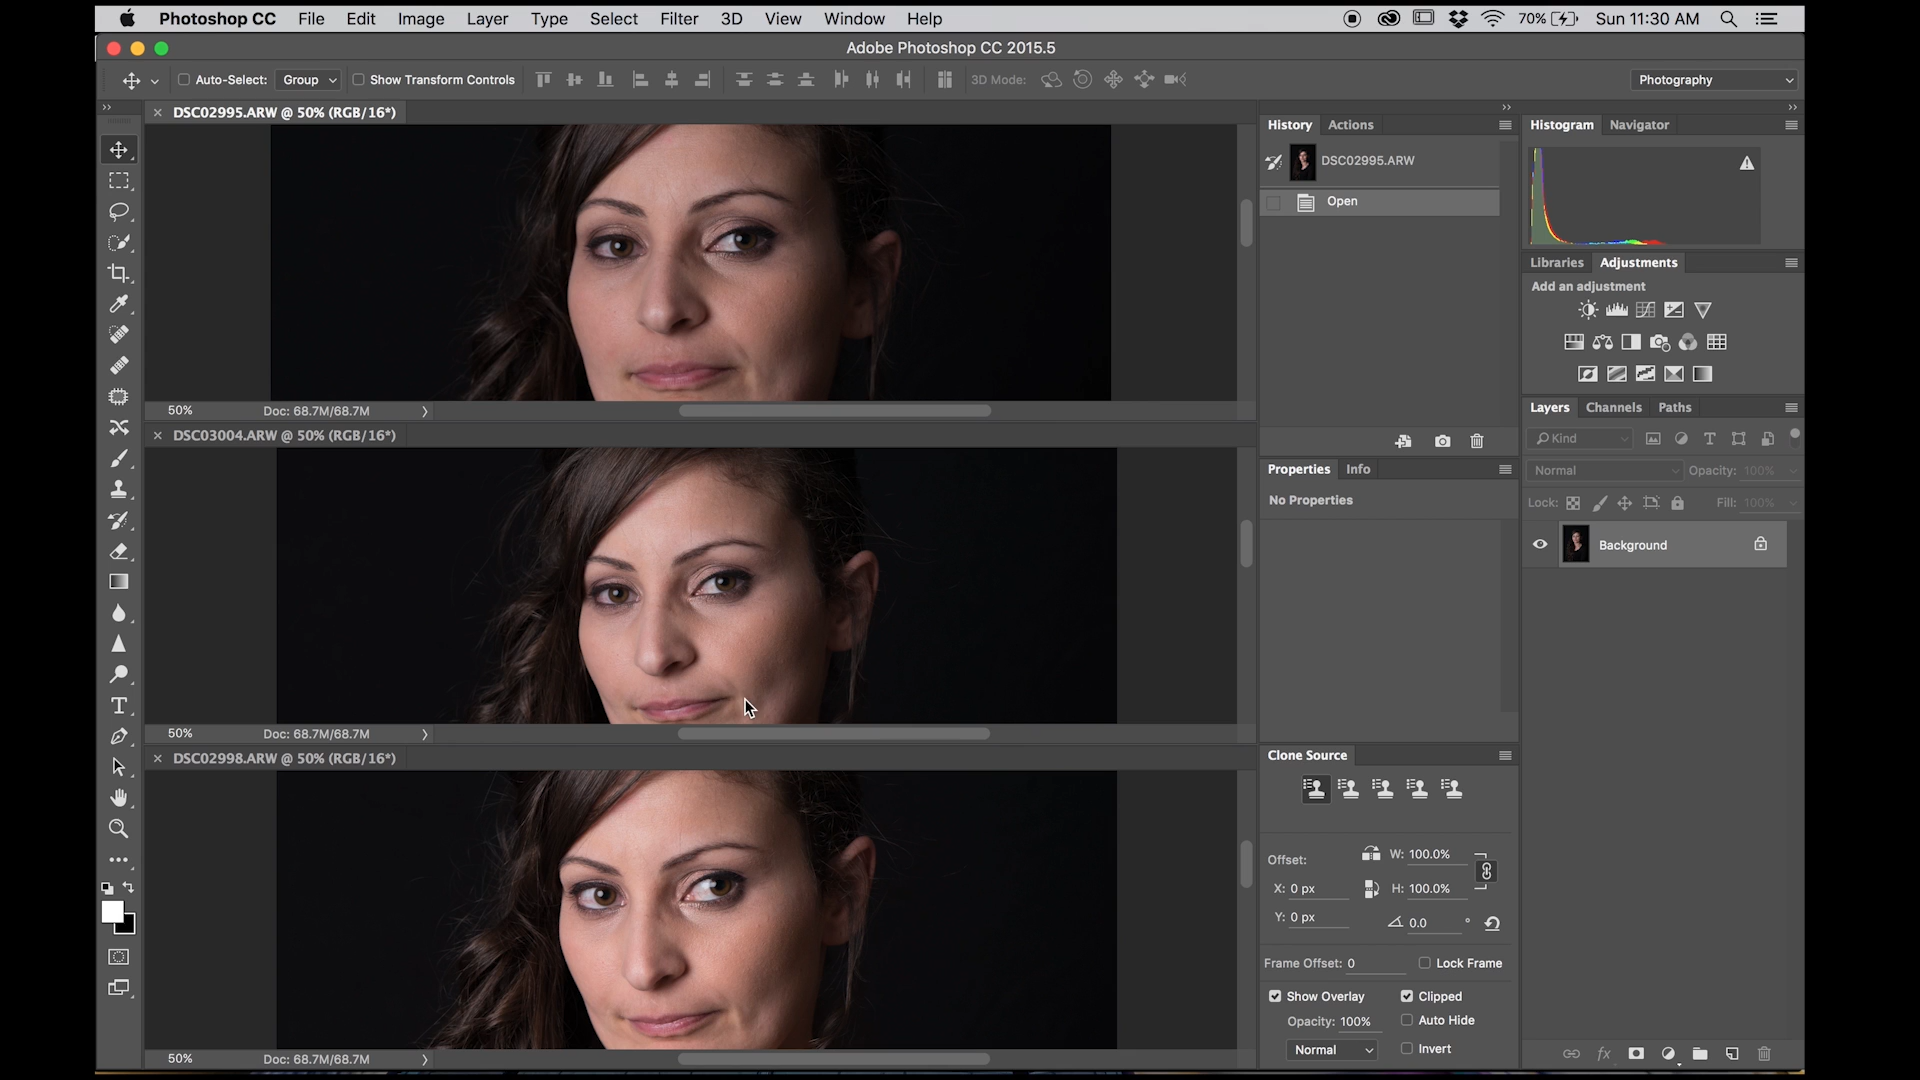 Photoshop CC File Edit Image Layer Type Select Filter 3D View Window Help 70% Sun 11:30 AM
Adobe Photoshop CC 2015.5
Auto-Select: Group Show Transform Controls 3D Mode: Photography
DSC02995.ARW @ 50% (RGB/16*)
50% Doc: 68.7M/68.7M
DSC03004.ARW @ 50% (RGB/16*)
50% Doc: 68.7M/68.7M
DSC02998.ARW @ 50% (RGB/16*)
50% Doc: 68.7M/68.7M
History Actions
DSC02995.ARW
Open
Properties Info
No Properties
Clone Source
Offset: W: 100.0%
X: 0 px H: 100.0%
Y: 0 px 0.0 °
Frame Offset: 0 Lock Frame
Show Overlay Clipped
Opacity: 100% Auto Hide
Normal Invert
Histogram Navigator
Libraries Adjustments
Add an adjustment
Layers Channels Paths
Kind
Normal Opacity: 100%
Lock: Fill: 100%
Background
fx